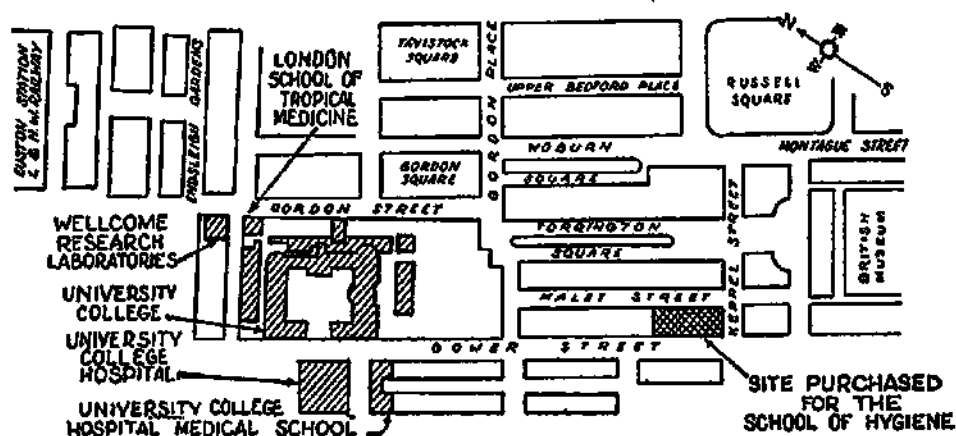 EUSTON STATION
L & N.W. RAILWAY
ENDSLEIGH
GARDENS
LONDON
SCHOOL OF
TROPICAL
MEDICINE
TAVISTOCK
SQUARE
GORDON PLACE
UPPER BEDFORD PLACE
RUSSELL
SQUARE
N
E
W
S
MONTAGUE STREET
WOBURN
SQUARE
GORDON
SQUARE
GORDON STREET
TORRINGTON
SQUARE
KEPPEL STREET
BRITISH
MUSEUM
MALET STREET
GOWER STREET
WELLCOME
RESEARCH
LABORATORIES
UNIVERSITY
COLLEGE
UNIVERSITY
COLLEGE
HOSPITAL
UNIVERSITY COLLEGE
HOSPITAL MEDICAL SCHOOL
SITE PURCHASED
FOR THE
SCHOOL OF HYGIENE